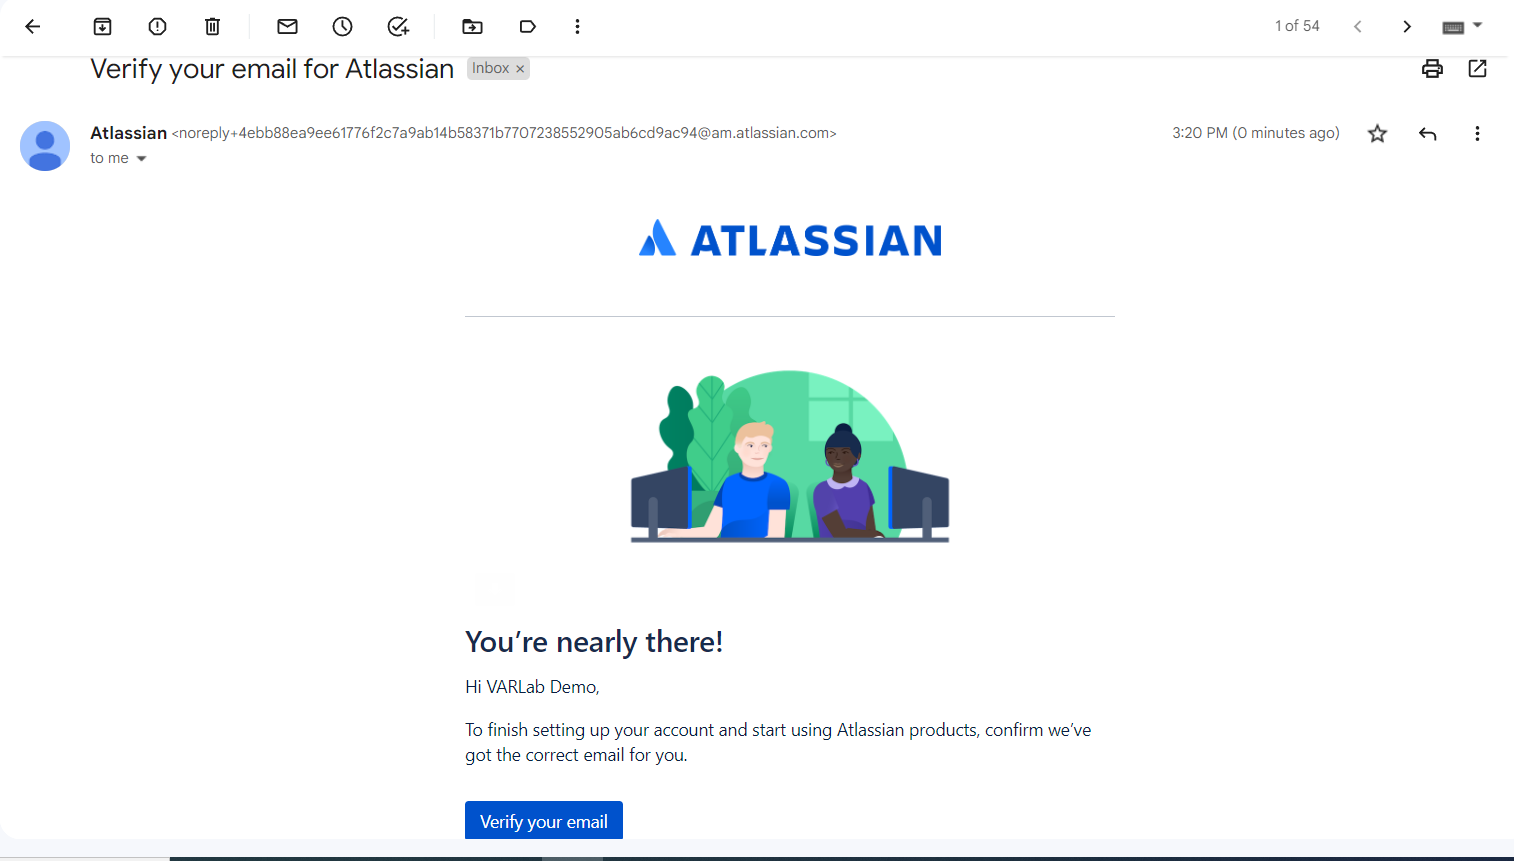 1 of 54
Verify your email for Atlassian Inbox ×
Atlassian <noreply+4ebb88ea9ee61776f2c7a9ab14b58371b7707238552905ab6cd9ac94@am.atlassian.com> 3:20 PM (0 minutes ago)
to me
ATLASSIAN
You’re nearly there!
Hi VARLab Demo,
To finish setting up your account and start using Atlassian products, confirm we’ve
got the correct email for you.
Verify your email